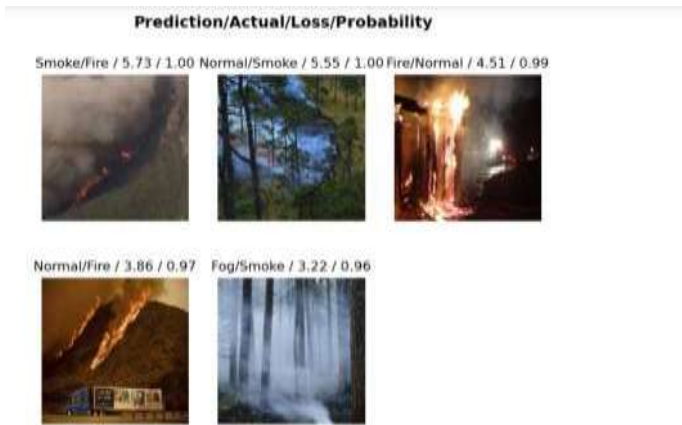 Prediction/Actual/Loss/Probability
Smoke/Fire / 5.73 / 1.00 Normal/Smoke / 5.55 / 1.00 Fire/Normal / 4.51 / 0.99
Normal/Fire / 3.86 / 0.97 Fog/Smoke / 3.22 / 0.96